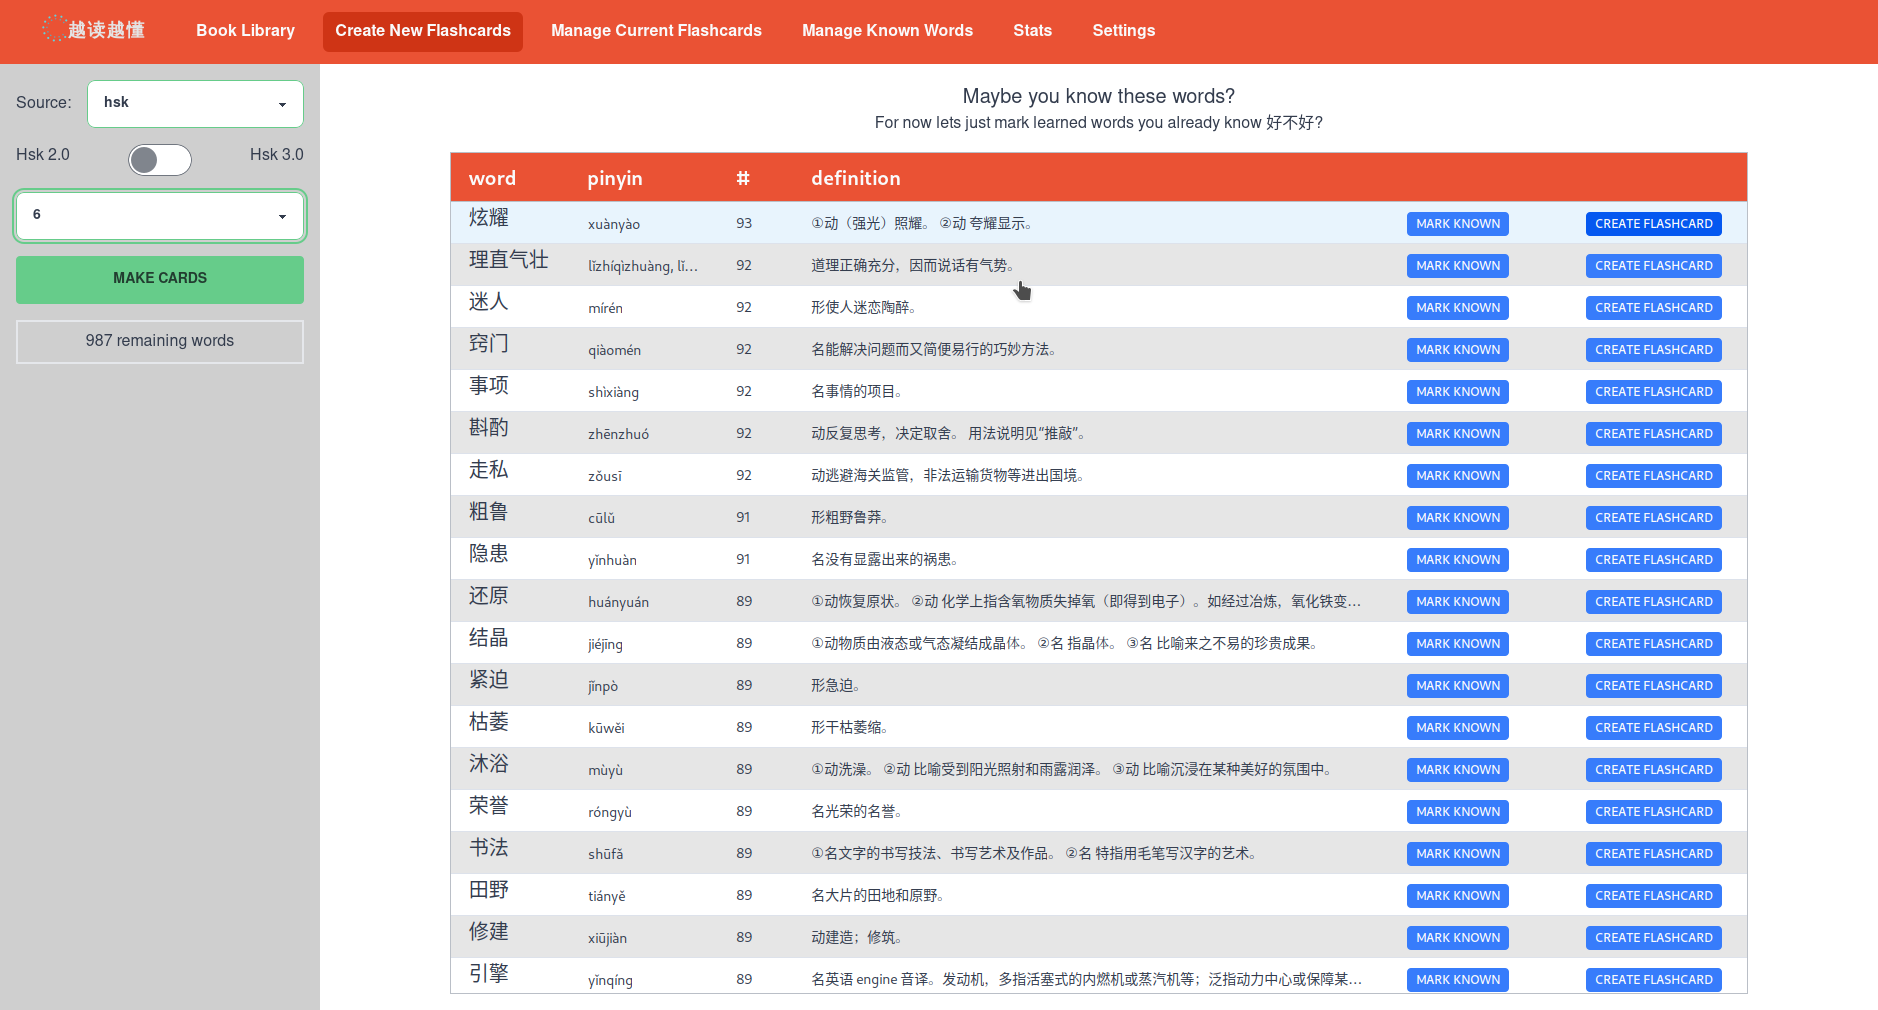 越读越懂 Book Library Create New Flashcards Manage Current Flashcards Manage Known Words Stats Settings
Source: hsk
Hsk 2.0 Hsk 3.0
6
MAKE CARDS
987 remaining words
Maybe you know these words?
For now lets just mark learned words you already know 好不好?
word pinyin # definition
炫耀 xuànyào 93 ①动（强光）照耀。 ②动 夸耀显示。 MARK KNOWN CREATE FLASHCARD
理直气壮 lǐzhíqìzhuàng, lǐ... 92 道理正确充分，因而说话有气势。 MARK KNOWN CREATE FLASHCARD
迷人 mírén 92 形使人迷恋陶醉。 MARK KNOWN CREATE FLASHCARD
窍门 qiàomén 92 名能解决问题而又简便易行的巧妙方法。 MARK KNOWN CREATE FLASHCARD
事项 shìxiàng 92 名事情的项目。 MARK KNOWN CREATE FLASHCARD
斟酌 zhēnzhuó 92 动反复思考，决定取舍。 用法说明见“推敲”。 MARK KNOWN CREATE FLASHCARD
走私 zǒusī 92 动逃避海关监管，非法运输货物等进出国境。 MARK KNOWN CREATE FLASHCARD
粗鲁 cūlǔ 91 形粗野鲁莽。 MARK KNOWN CREATE FLASHCARD
隐患 yǐnhuàn 91 名没有显露出来的祸患。 MARK KNOWN CREATE FLASHCARD
还原 huányuán 89 ①动恢复原状。 ②动 化学上指含氧物质失掉氧（即得到电子）。如经过冶炼，氧化铁变... MARK KNOWN CREATE FLASHCARD
结晶 jiéjīng 89 ①动物质由液态或气态凝结成晶体。 ②名 指晶体。 ③名 比喻来之不易的珍贵成果。 MARK KNOWN CREATE FLASHCARD
紧迫 jǐnpò 89 形急迫。 MARK KNOWN CREATE FLASHCARD
枯萎 kūwěi 89 形干枯萎缩。 MARK KNOWN CREATE FLASHCARD
沐浴 mùyù 89 ①动洗澡。 ②动 比喻受到阳光照射和雨露润泽。 ③动 比喻沉浸在某种美好的氛围中。 MARK KNOWN CREATE FLASHCARD
荣誉 róngyù 89 名光荣的名誉。 MARK KNOWN CREATE FLASHCARD
书法 shūfǎ 89 ①名文字的书写技法、书写艺术及作品。 ②名 特指用毛笔写汉字的艺术。 MARK KNOWN CREATE FLASHCARD
田野 tiányě 89 名大片的田地和原野。 MARK KNOWN CREATE FLASHCARD
修建 xiūjiàn 89 动建造；修筑。 MARK KNOWN CREATE FLASHCARD
引擎 yǐnqíng 89 名英语 engine 音译。发动机，多指活塞式的内燃机或蒸汽机等；泛指动力中心或保障某... MARK KNOWN CREATE FLASHCARD